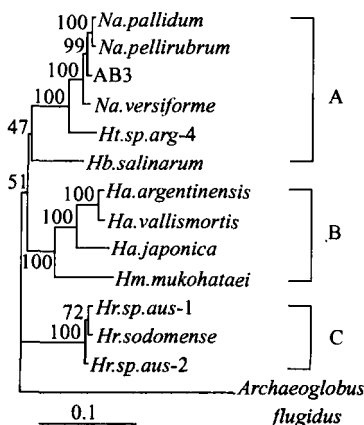 100
Na.pallidum
99
Na.pellirubrum
100
AB3
100
Na.versiforme
A
47
Ht.sp.arg-4
Hb.salinarum
51
100
Ha.argentinensis
100
Ha.vallismortis
B
Ha.japonica
100
Hm.mukohataei
72
Hr.sp.aus-1
100
Hr.sodomense
C
Hr.sp.aus-2
Archaeoglobus
0.1
flugidus